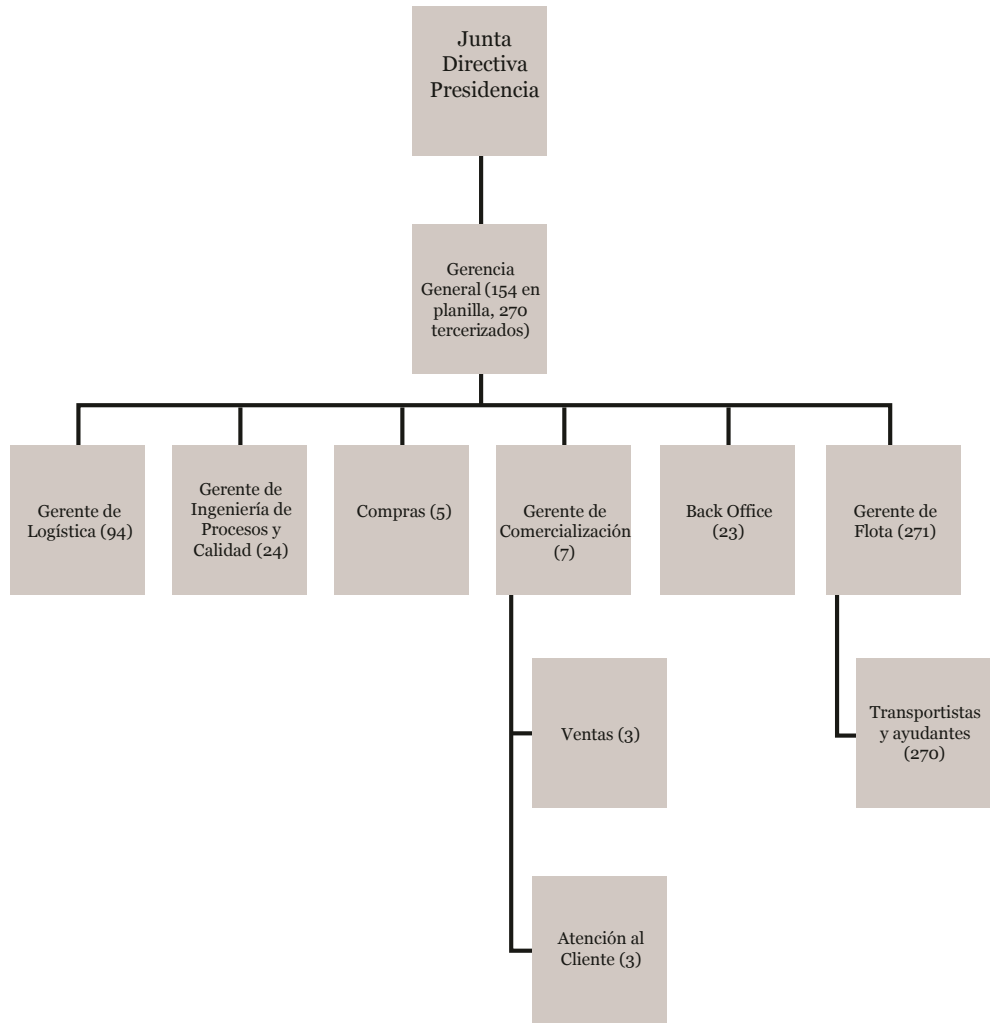 Junta
Directiva
Presidencia
Gerencia
General (154 en
planilla, 270
tercerizados)
Gerente de
Logística (94)
Gerente de
Ingeniería de
Procesos y
Calidad (24)
Compras (5)
Gerente de
Comercialización
(7)
Back Office
(23)
Gerente de
Flota (271)
Ventas (3)
Transportistas
y ayudantes
(270)
Atención al
Cliente (3)